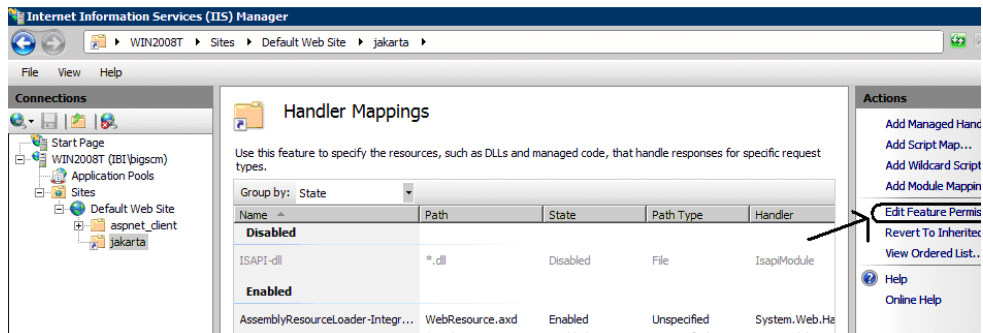 Internet Information Services (IIS) Manager
WIN2008T Sites Default Web Site jakarta
File View Help
Connections
Start Page
WIN2008T (IBI\bigscm)
Application Pools
Sites
Default Web Site
aspnet_client
jakarta
Handler Mappings
Use this feature to specify the resources, such as DLLs and managed code, that handle responses for specific request
types.
Group by: State
Name Path State Path Type Handler
Disabled
ISAPI-dll *.dll Disabled File IsapiModule
Enabled
AssemblyResourceLoader-Integr... WebResource.axd Enabled Unspecified System.Web.Ha
Actions
Add Managed Hand
Add Script Map...
Add Wildcard Script
Add Module Mappin
Edit Feature Permis
Revert To Inherited
View Ordered List..
Help
Online Help